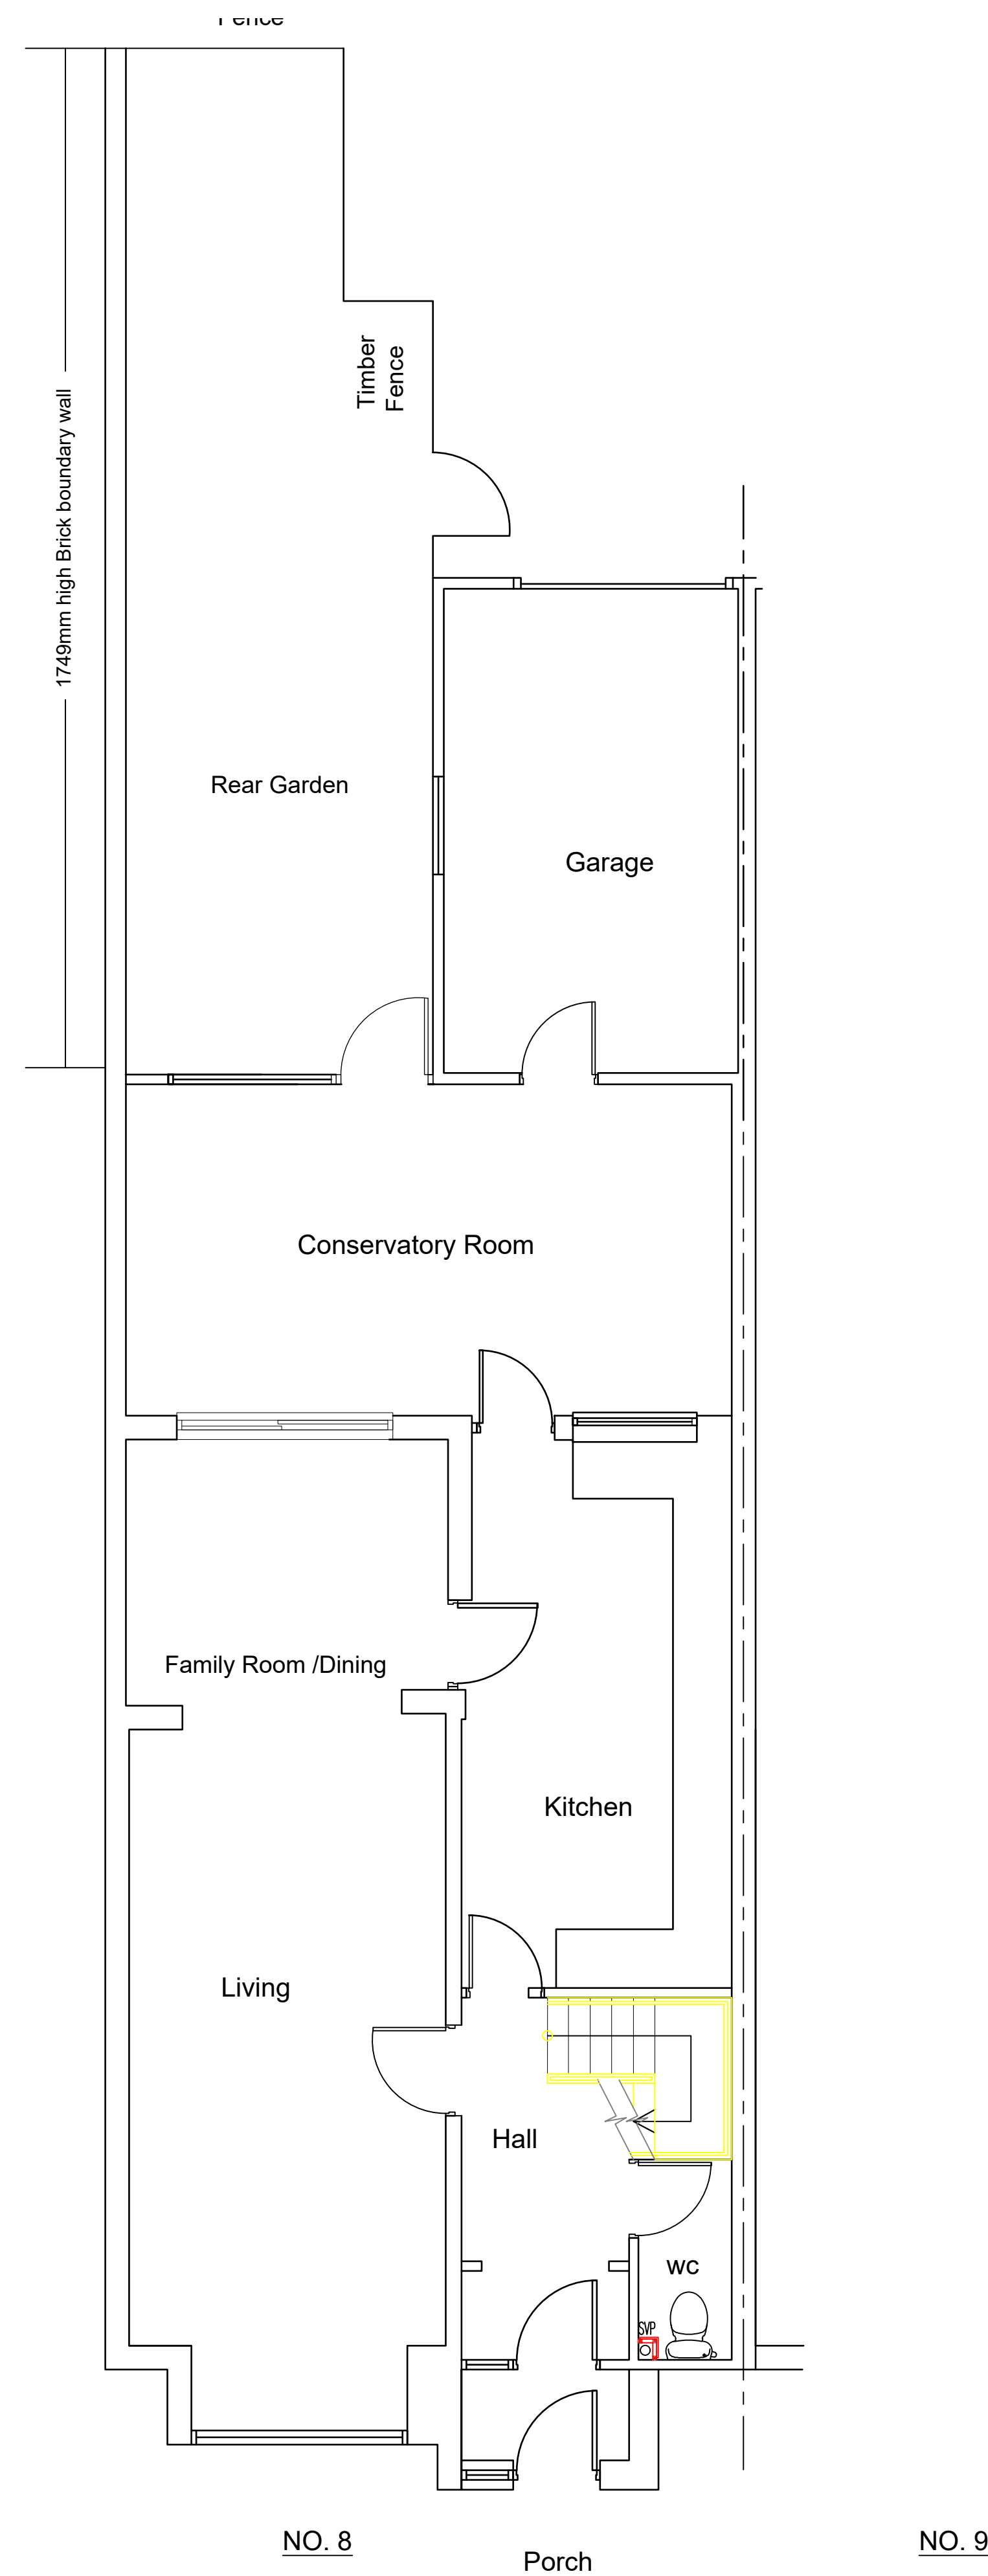 Fence
Timber
Fence
1749mm high Brick boundary wall
Rear Garden
Garage
Conservatory Room
Family Room /Dining
Kitchen
Living
Hall
wc
SVP
NO. 8
NO. 9
Porch